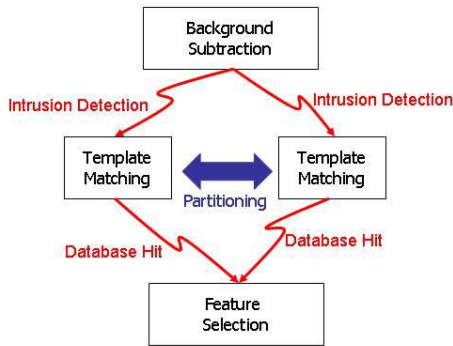 Background
Subtraction
Intrusion Detection
Intrusion Detection
Template
Matching
Template
Matching
Partitioning
Database Hit
Database Hit
Feature
Selection